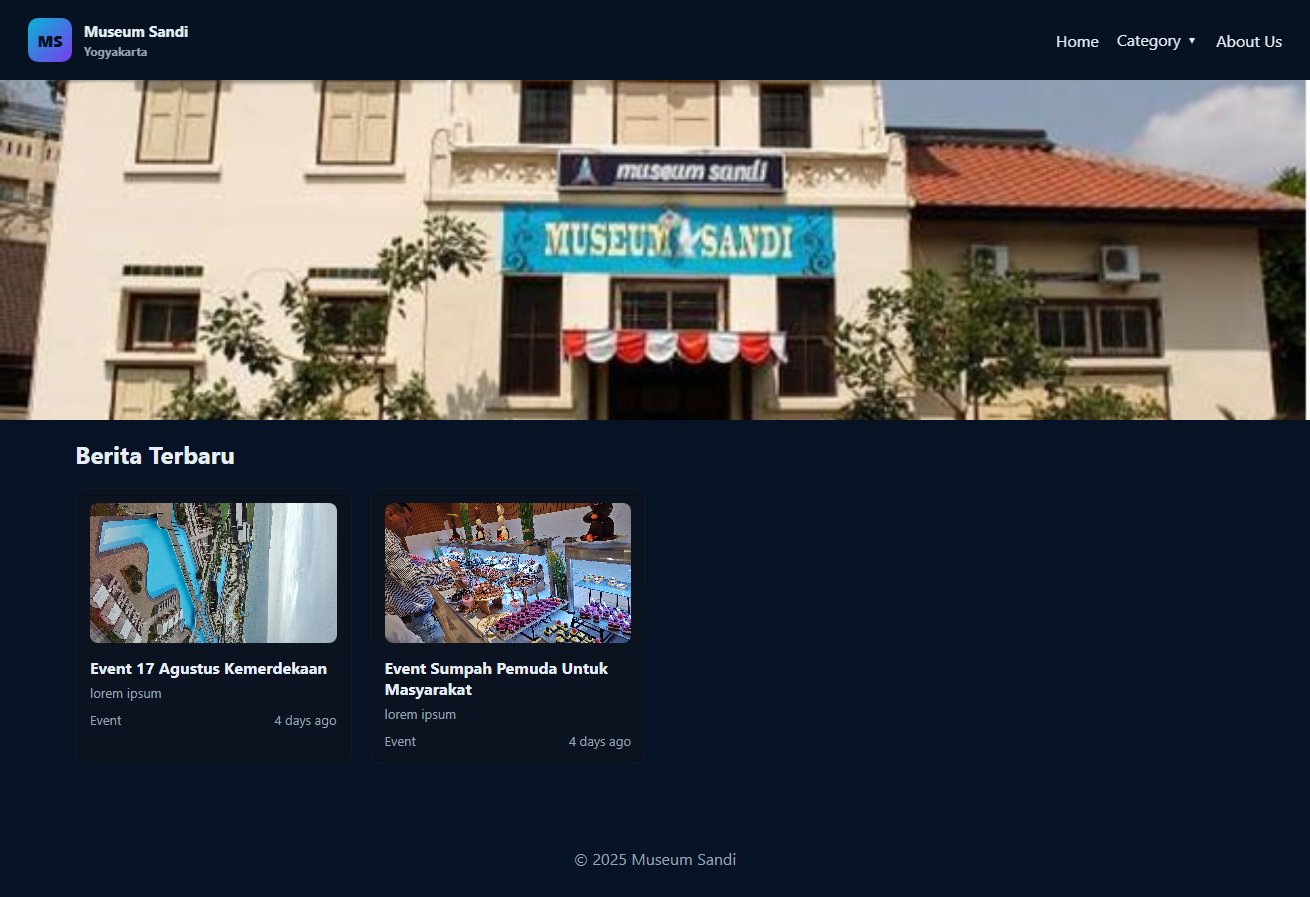 MS
Museum Sandi
Yogyakarta
Home
Category ▼
About Us
museum sandi
MUSEUM SANDI
Berita Terbaru
Event 17 Agustus Kemerdekaan
lorem ipsum
Event
4 days ago
Event Sumpah Pemuda Untuk
Masyarakat
lorem ipsum
Event
4 days ago
© 2025 Museum Sandi